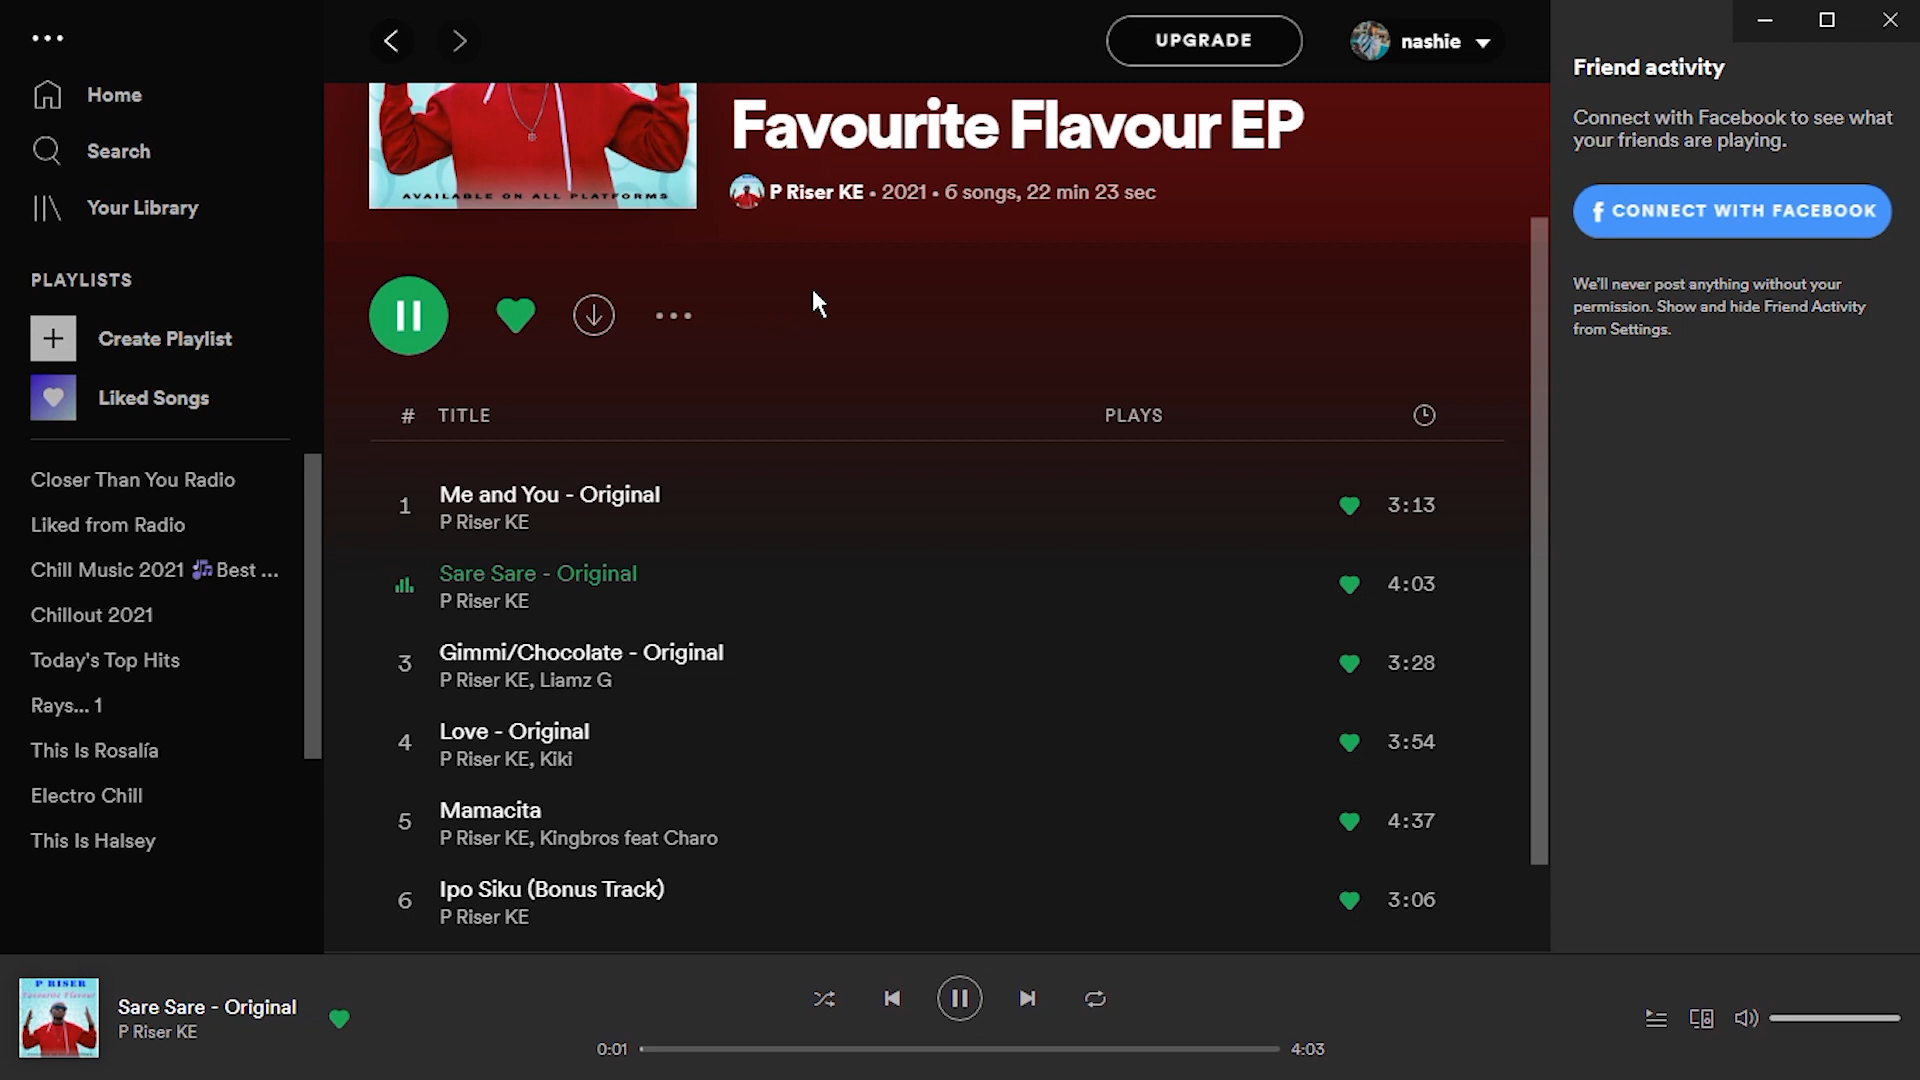 Home
Search
Your Library
PLAYLISTS
Create Playlist
Liked Songs
Closer Than You Radio
Liked from Radio
Chill Music 2021 🎶Best ...
Chillout 2021
Today's Top Hits
Rays... 1
This Is Rosalía
Electro Chill
This Is Halsey
UPGRADE
nashie
AVAILABLE ON ALL PLATFORMS
Favourite Flavour EP
P Riser KE • 2021 • 6 songs, 22 min 23 sec
# TITLE PLAYS
1 Me and You - Original 3:13
P Riser KE
Sare Sare - Original 4:03
P Riser KE
3 Gimmi/Chocolate - Original 3:28
P Riser KE, Liamz G
4 Love - Original 3:54
P Riser KE, Kiki
5 Mamacita 4:37
P Riser KE, Kingbros feat Charo
6 Ipo Siku (Bonus Track) 3:06
P Riser KE
Friend activity
Connect with Facebook to see what
your friends are playing.
CONNECT WITH FACEBOOK
We'll never post anything without your
permission. Show and hide Friend Activity
from Settings.
P RISER
Favourite Flavour
Sare Sare - Original
P Riser KE
0:01 4:03